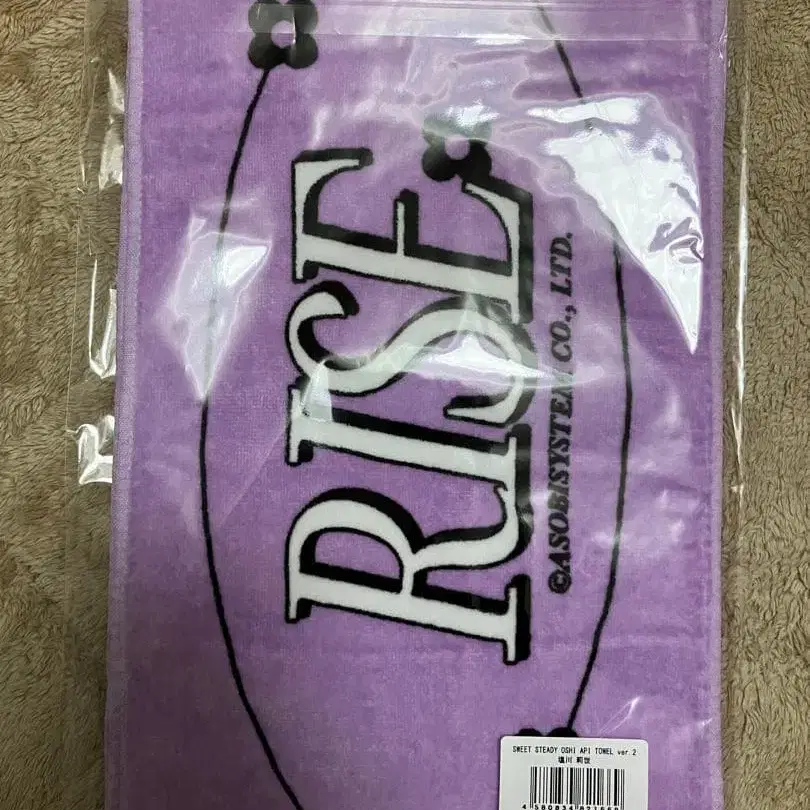 RISE
©ASOBISYSTEM CO., LTD.
SWEET STEADY OSHI API TOWEL ver.2
塩川 莉世